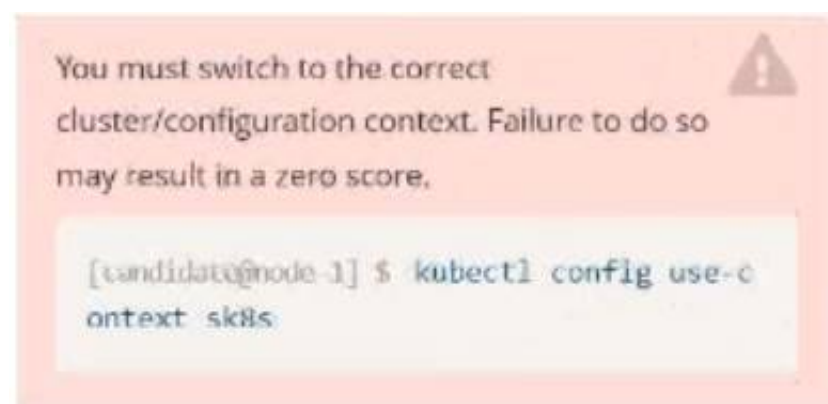 You must switch to the correct
cluster/configuration context. Failure to do so
may result in a zero score.
[candidate@node-1] $ kubectl config use-c
ontext sk8s